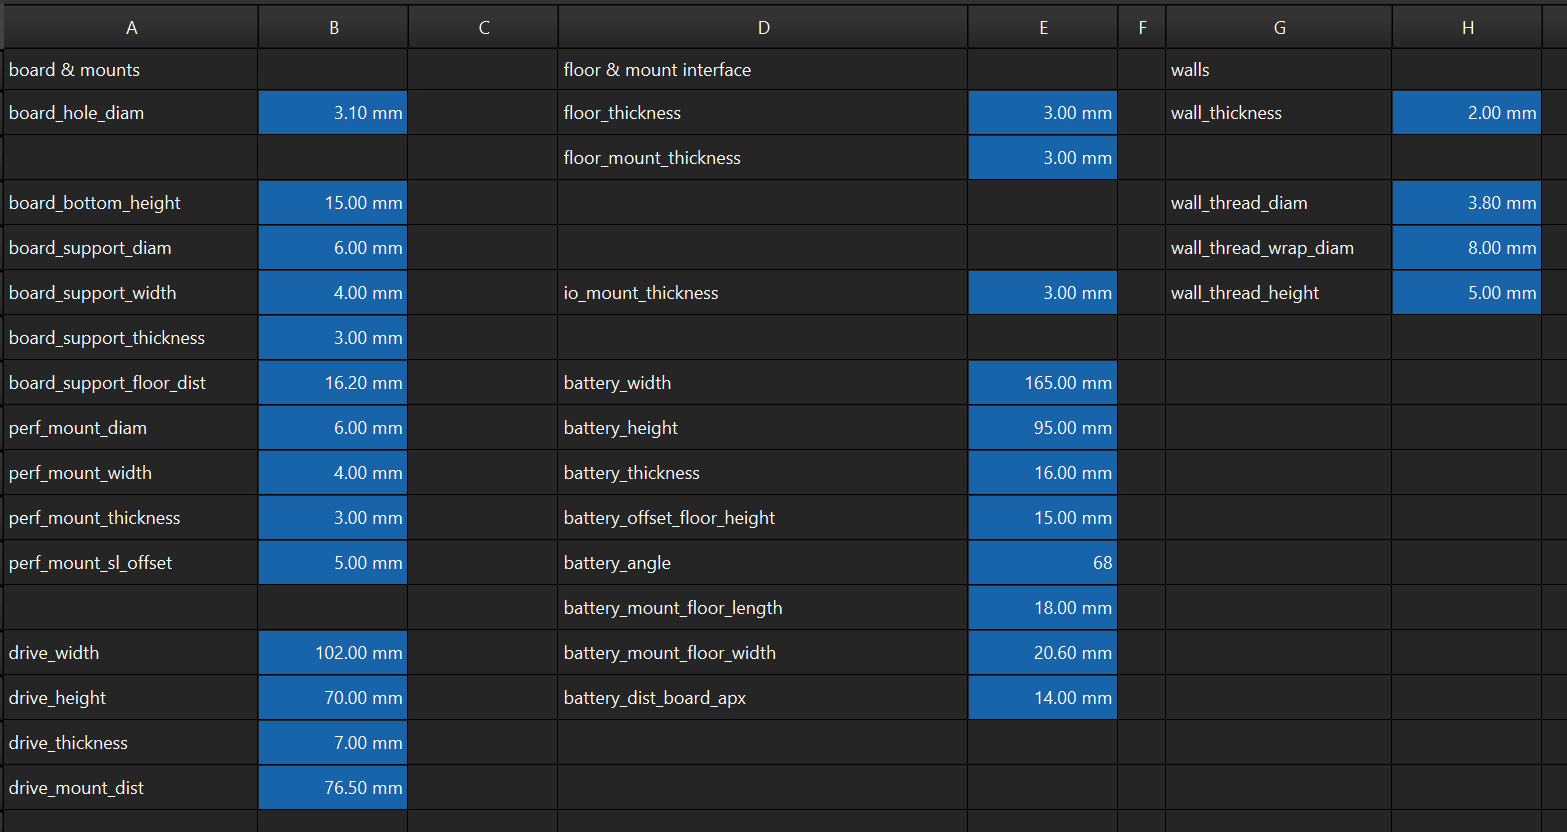 A B C D E F G H
board & mounts floor & mount interface walls
board_hole_diam 3.10 mm floor_thickness 3.00 mm wall_thickness 2.00 mm
floor_mount_thickness 3.00 mm
board_bottom_height 15.00 mm wall_thread_diam 3.80 mm
board_support_diam 6.00 mm wall_thread_wrap_diam 8.00 mm
board_support_width 4.00 mm io_mount_thickness 3.00 mm wall_thread_height 5.00 mm
board_support_thickness 3.00 mm
board_support_floor_dist 16.20 mm battery_width 165.00 mm
perf_mount_diam 6.00 mm battery_height 95.00 mm
perf_mount_width 4.00 mm battery_thickness 16.00 mm
perf_mount_thickness 3.00 mm battery_offset_floor_height 15.00 mm
perf_mount_sl_offset 5.00 mm battery_angle 68
battery_mount_floor_length 18.00 mm
drive_width 102.00 mm battery_mount_floor_width 20.60 mm
drive_height 70.00 mm battery_dist_board_apx 14.00 mm
drive_thickness 7.00 mm
drive_mount_dist 76.50 mm